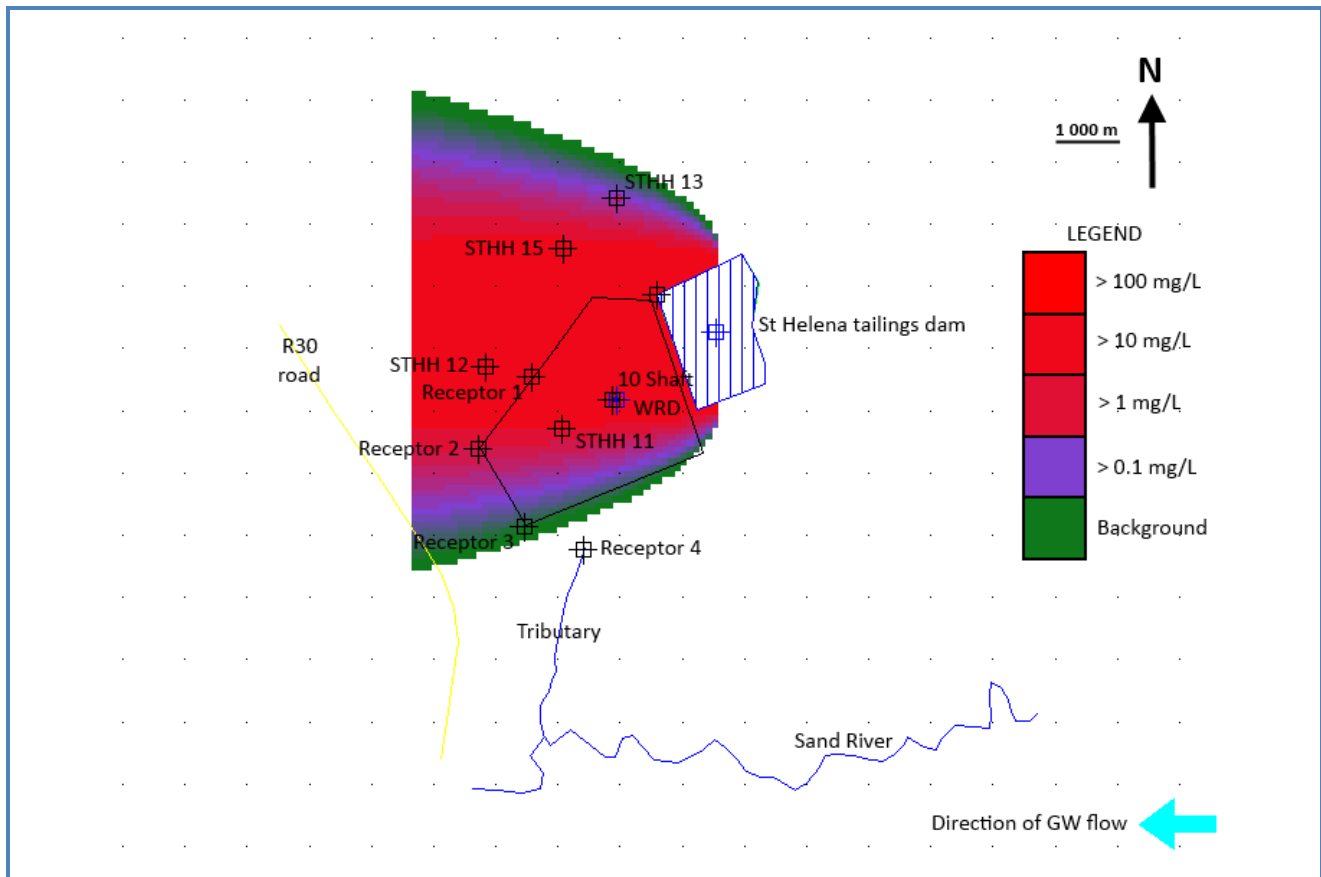 N
1 000 m
STHH 13
LEGEND
STHH 15
> 100 mg/L
St Helena tailings dam
R30
road
> 10 mg/L
STHH 12
Receptor 1
10 Shaft
WRD
> 1 mg/L
STHH 11
Receptor 2
> 0.1 mg/L
Background
Receptor 3
Receptor 4
Tributary
Sand River
Direction of GW flow